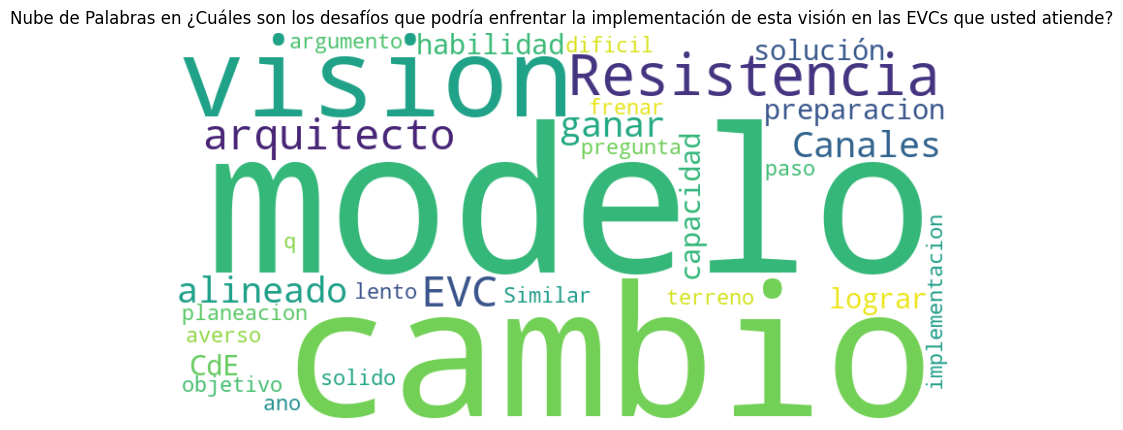 Nube de Palabras en ¿Cuáles son los desafíos que podría enfrentar la implementación de esta visión en las EVCs que usted atiende?
argumento
habilidad
dificil
solución
vision
Resistencia
frenar
preparacion
arquitecto
ganar
Canales
pregunta
capacidad
paso
modelo
q
alineado
lento
EVC
Similar
terreno
lograr
implementacion
planeacion
averso
cambio
CdE
objetivo
solido
ano